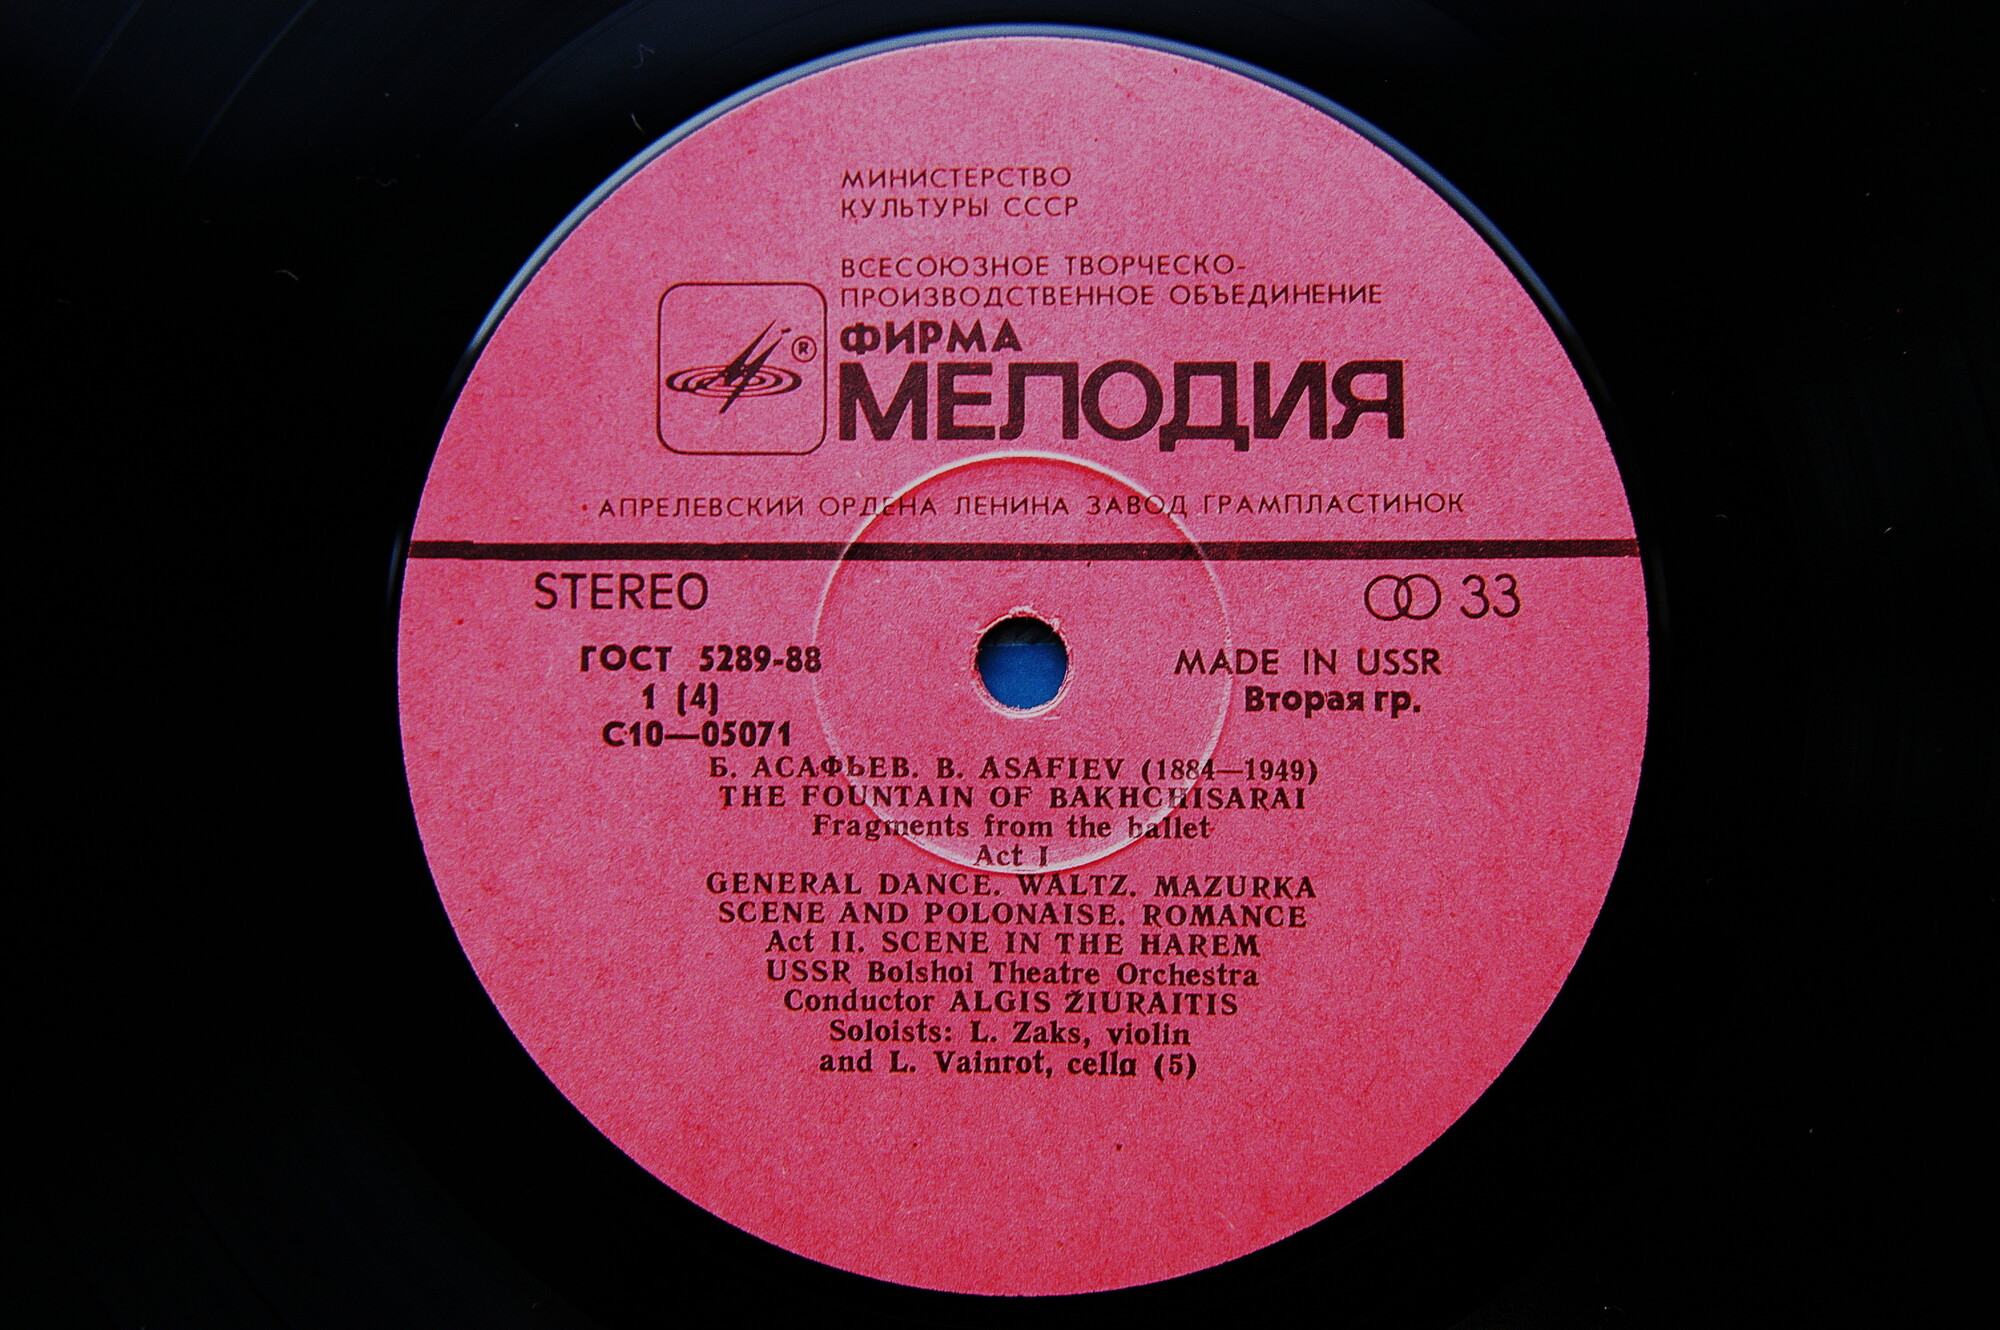 МИНИСТЕРСТВО
КУЛЬТУРЫ СССР
ВСЕСОЮЗНОЕ ТВОРЧЕСКО-
ПРОИЗВОДСТВЕННОЕ ОБЪЕДИНЕНИЕ
ФИРМА
® МЕЛОДИЯ
АПРЕЛЕВСКИЙ ОРДЕНА ЛЕНИНА ЗАВОД ГРАМПЛАСТИНОК
STEREO 33
ГОСТ 5289-88 MADE IN USSR
1 (4) Вторая гр.
С10—05071
Б. АСАФЬЕВ. B. ASAFIEV (1884—1949)
THE FOUNTAIN OF BAKHCHISARAI
Fragments from the ballet
Act I
GENERAL DANCE. WALTZ. MAZURKA
SCENE AND POLONAISE. ROMANCE
Act II. SCENE IN THE HAREM
USSR Bolshoi Theatre Orchestra
Conductor ALGIS ŽIURAITIS
Soloists: L. Zaks, violin
and L. Vainrot, cella (5)